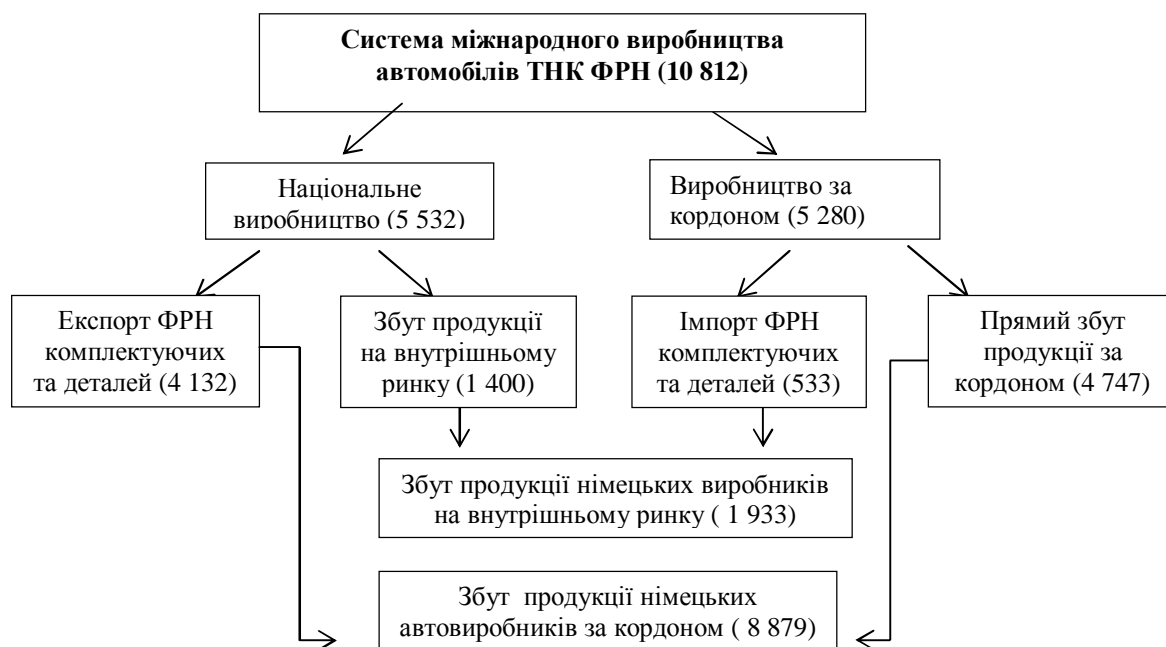 Система міжнародного виробництва
автомобілів ТНК ФРН (10 812)
Національне
виробництво (5 532)
Виробництво за
кордоном (5 280)
Експорт ФРН
комплектуючих
та деталей (4 132)
Збут продукції
на внутрішньому
ринку (1 400)
Імпорт ФРН
комплектуючих
та деталей (533)
Прямий збут
продукції за
кордоном (4 747)
Збут продукції німецьких виробників
на внутрішньому ринку ( 1 933)
Збут продукції німецьких
автовиробників за кордоном ( 8 879)